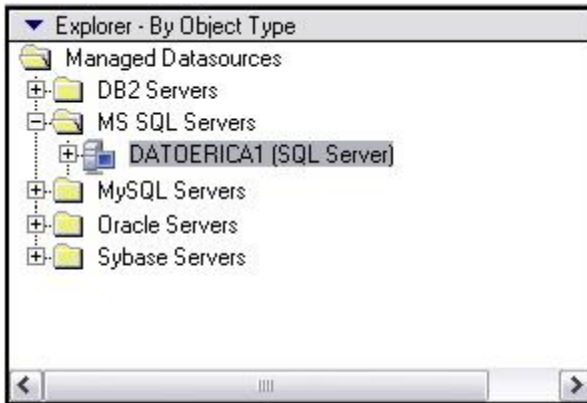 Explorer - By Object Type
Managed Datasources
DB2 Servers
MS SQL Servers
DATOERICA1 (SQL Server)
MySQL Servers
Oracle Servers
Sybase Servers